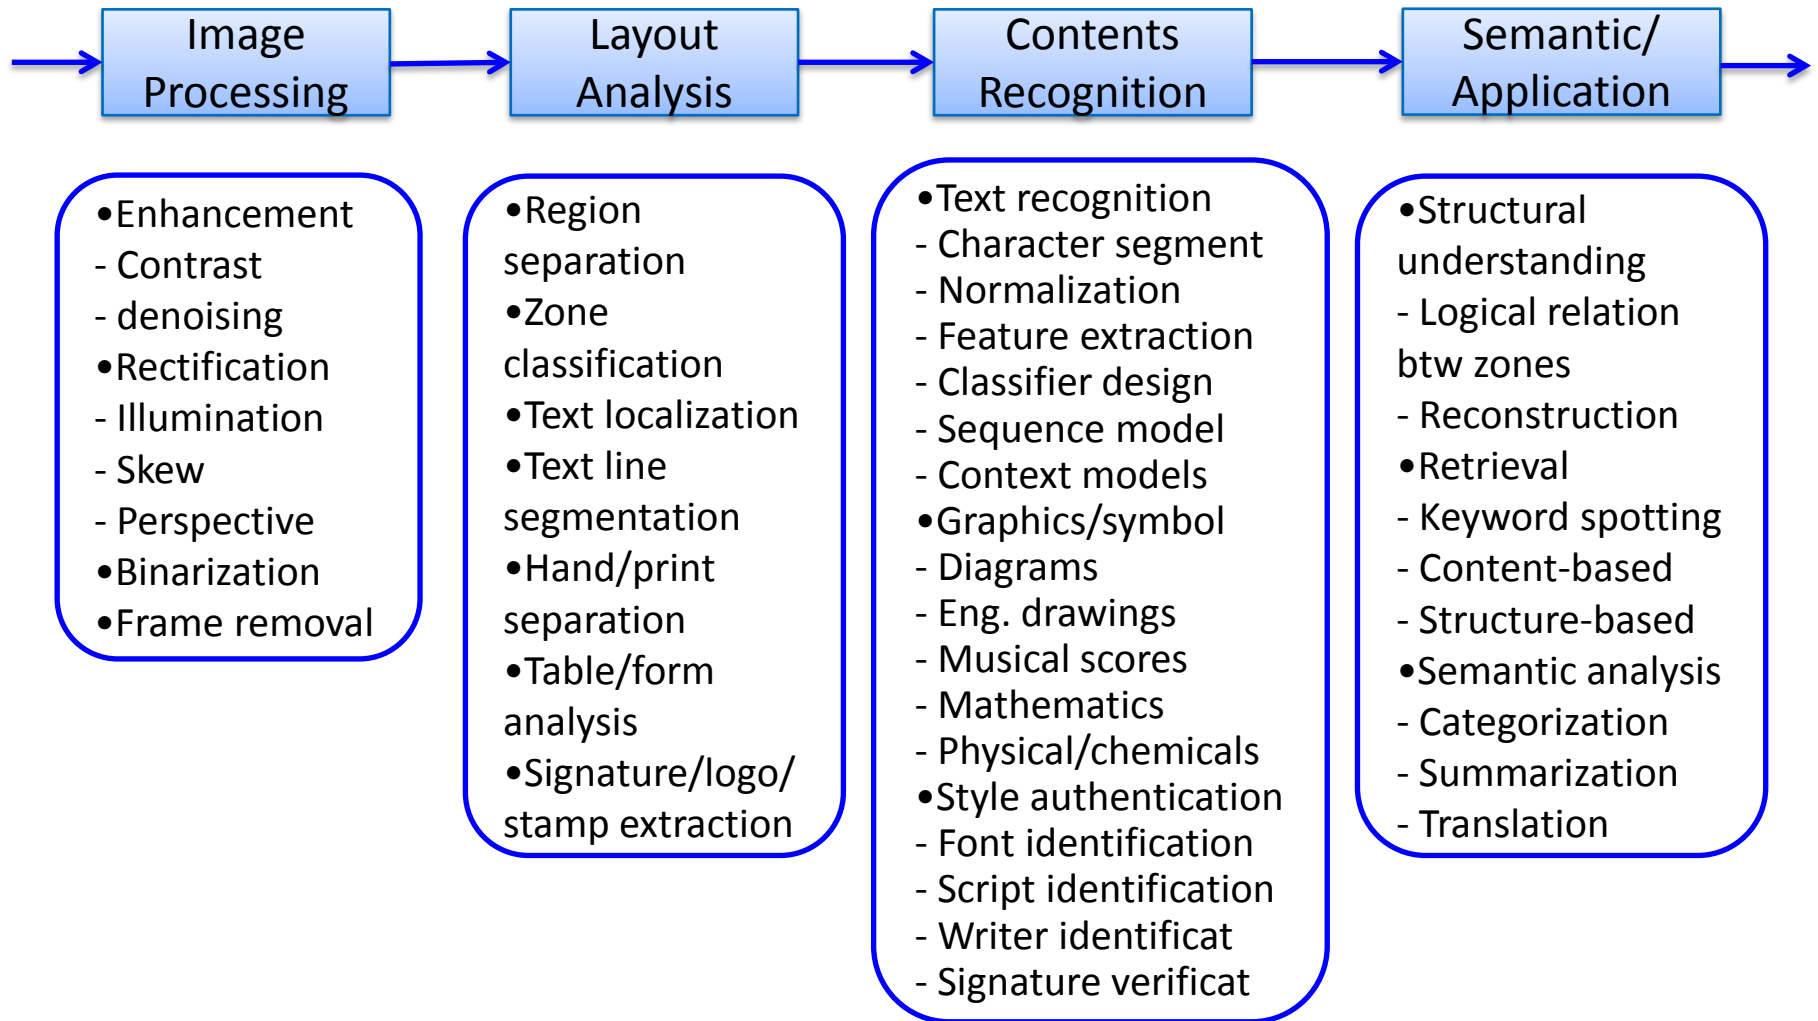 Image
Processing
Layout
Analysis
Contents
Recognition
Semantic/
Application
•Enhancement
- Contrast
- denoising
•Rectification
- Illumination
- Skew
- Perspective
•Binarization
•Frame removal
•Region
separation
•Zone
classification
•Text localization
•Text line
segmentation
•Hand/print
separation
•Table/form
analysis
•Signature/logo/
stamp extraction
•Text recognition
- Character segment
- Normalization
- Feature extraction
- Classifier design
- Sequence model
- Context models
•Graphics/symbol
- Diagrams
- Eng. drawings
- Musical scores
- Mathematics
- Physical/chemicals
•Style authentication
- Font identification
- Script identification
- Writer identificat
- Signature verificat
•Structural
understanding
- Logical relation
btw zones
- Reconstruction
•Retrieval
- Keyword spotting
- Content-based
- Structure-based
•Semantic analysis
- Categorization
- Summarization
- Translation